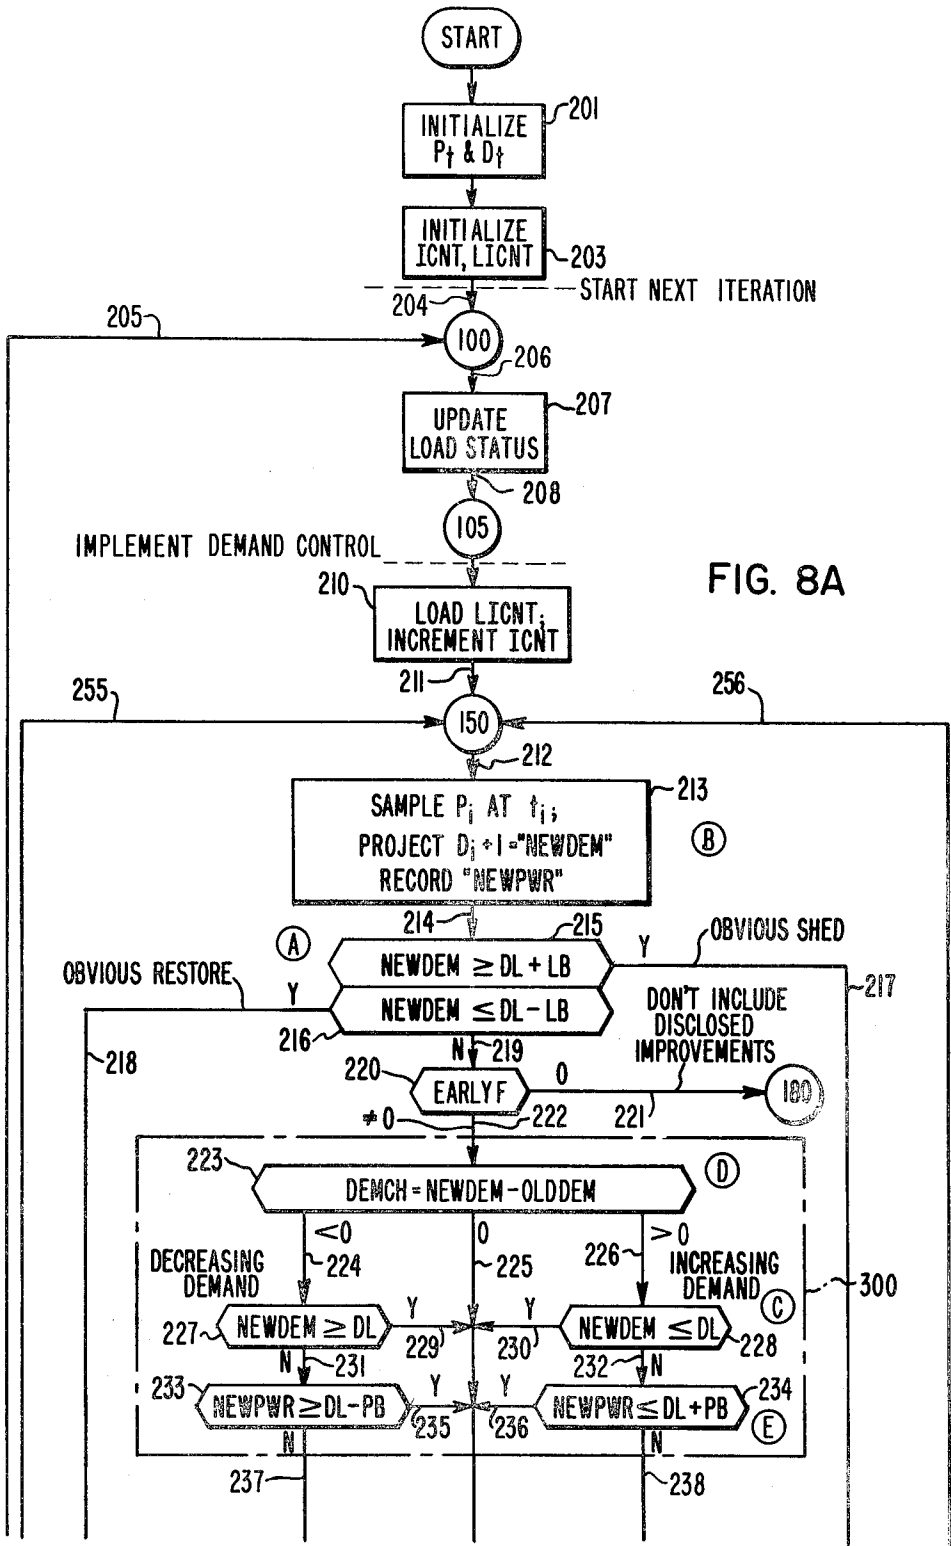 START
201
INITIALIZE
P† & D†
INITIALIZE
ICNT, LICNT
203
START NEXT ITERATION
204
205
100
206
207
UPDATE
LOAD STATUS
208
105
IMPLEMENT DEMAND CONTROL
FIG. 8A
210
LOAD LICNT;
INCREMENT ICNT
211
255
256
150
212
213
SAMPLE Pi AT ti;
PROJECT Di+1="NEWDEM"
RECORD "NEWPWR"
B
214
215
A
Y
OBVIOUS SHED
NEWDEM ≥ DL + LB
OBVIOUS RESTORE
Y
217
NEWDEM ≤ DL - LB
DON'T INCLUDE
DISCLOSED
IMPROVEMENTS
216
N
219
218
220
EARLY F
0
221
180
≠0
222
223
D
DEMCH = NEWDEM-OLDDEM
<0
0
>0
224
225
226
DECREASING
DEMAND
INCREASING
DEMAND
C
300
227
NEWDEM ≥ DL
Y
229
Y
230
NEWDEM ≤ DL
228
N
231
232
N
233
NEWPWR ≥ DL-PB
Y
235
Y
236
NEWPWR ≤ DL+PB
234
E
N
237
N
238